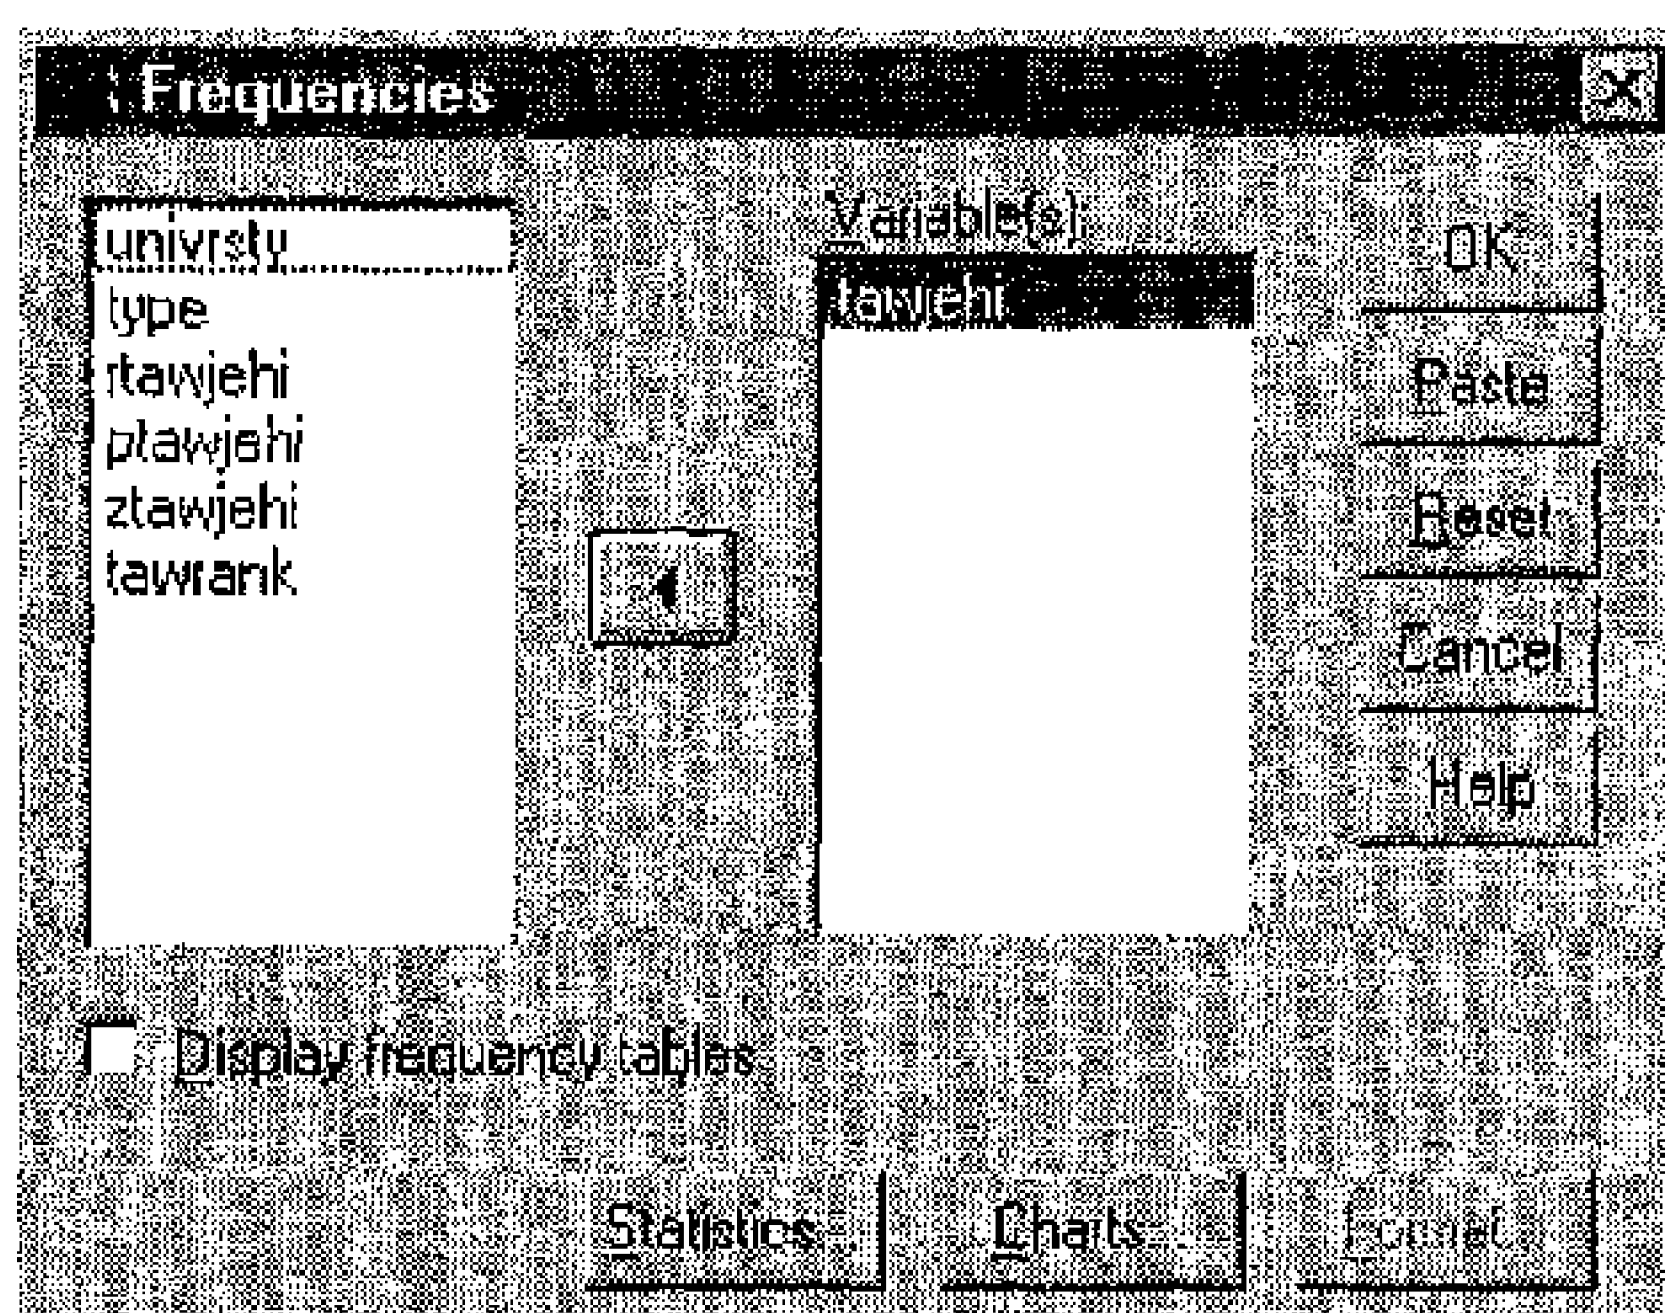 Frequencies
univrsty
type
rtawjehi
ptawjehi
ztawjehi
tawrank
Variable(s):
tawjehi
OK
Paste
Reset
Cancel
Help
Display frequency tables
Statistics...
Charts...
Format...